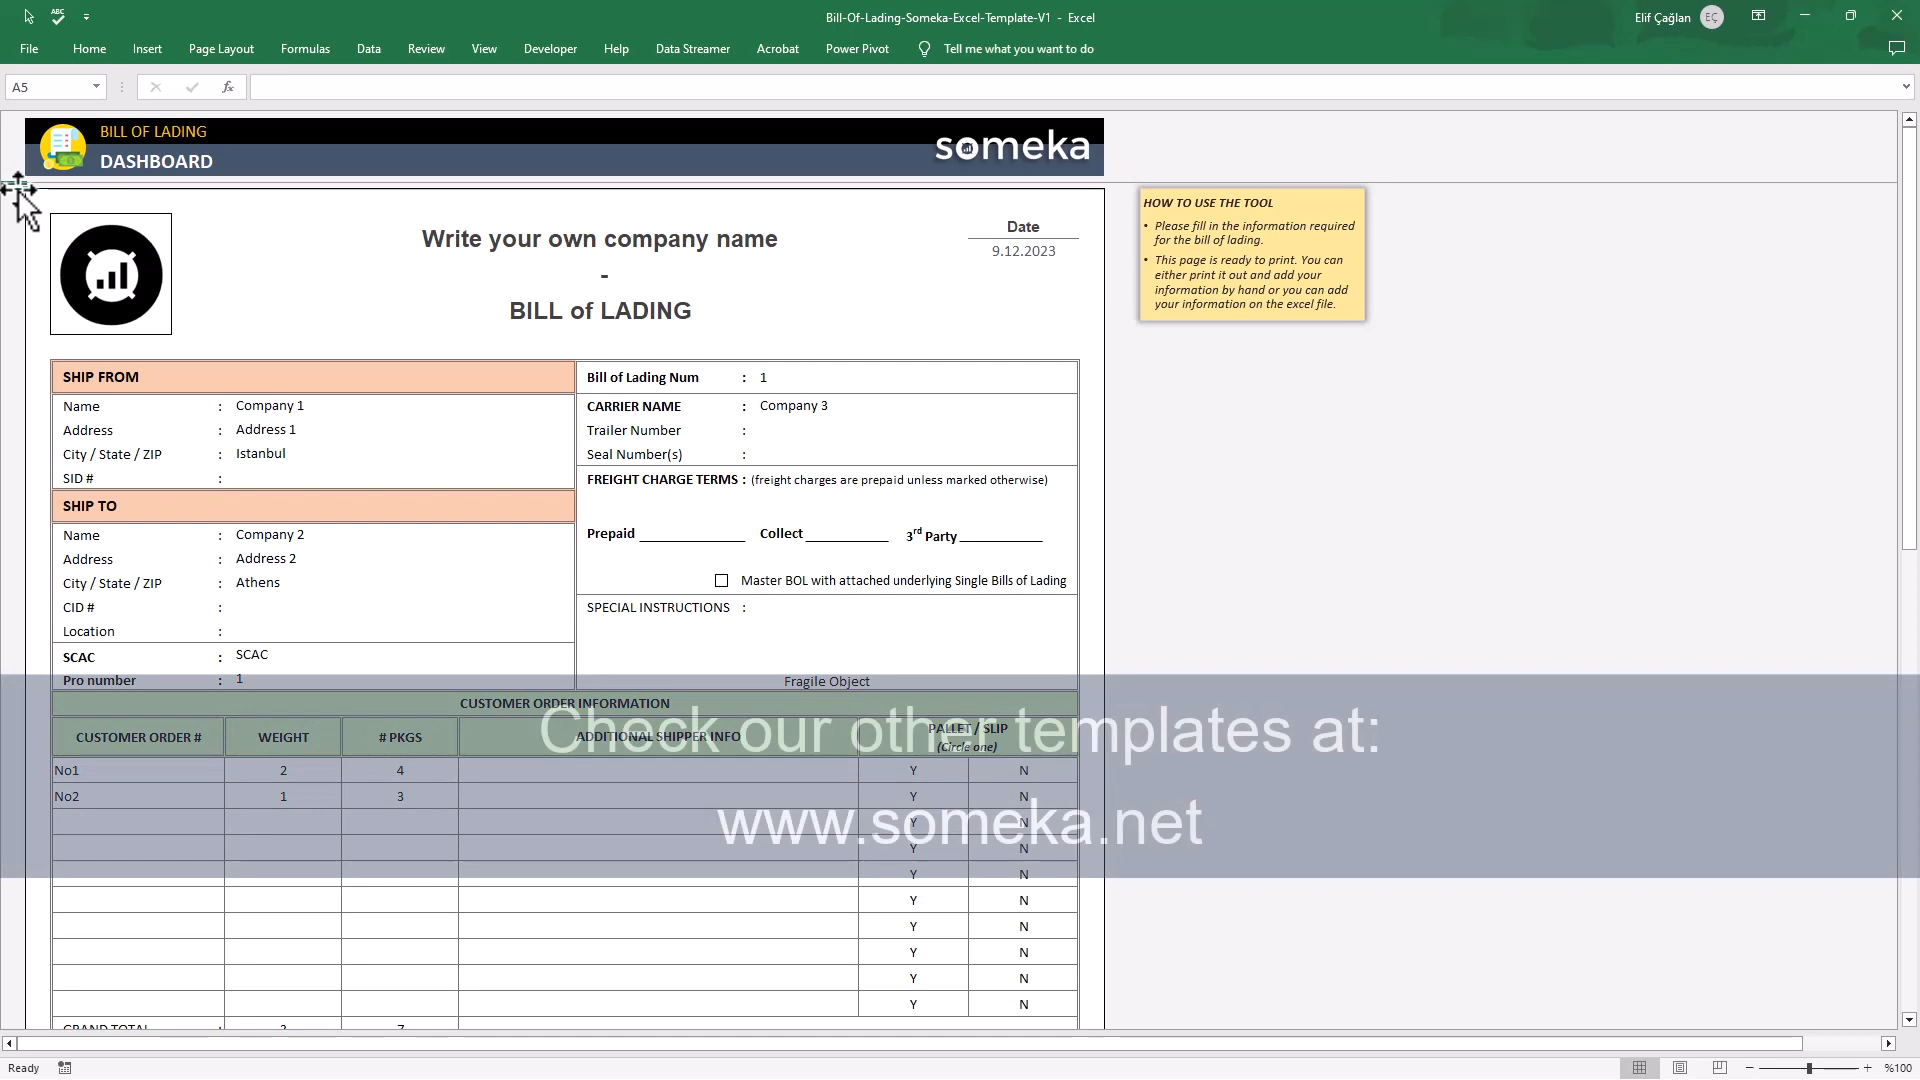 ABC
Bill-Of-Lading-Someka-Excel-Template-V1 - Excel
Elif Çağlan EÇ
File Home Insert Page Layout Formulas Data Review View Developer Help Data Streamer Acrobat Power Pivot Tell me what you want to do
A5 fx
BILL OF LADING
DASHBOARD
someka
Write your own company name
-
BILL of LADING
Date
9.12.2023
HOW TO USE THE TOOL
• Please fill in the information required
for the bill of lading.
• This page is ready to print. You can
either print it out and add your
information by hand or you can add
your information on the excel file.
SHIP FROM
Name : Company 1
Address : Address 1
City / State / ZIP : Istanbul
SID # :
SHIP TO
Name : Company 2
Address : Address 2
City / State / ZIP : Athens
CID # :
Location :
SCAC : SCAC
Pro number : 1
Bill of Lading Num : 1
CARRIER NAME : Company 3
Trailer Number :
Seal Number(s) :
FREIGHT CHARGE TERMS : (freight charges are prepaid unless marked otherwise)
Prepaid ____________ Collect __________ 3rd Party __________
Master BOL with attached underlying Single Bills of Lading
SPECIAL INSTRUCTIONS :
Fragile Object
CUSTOMER ORDER INFORMATION
CUSTOMER ORDER # WEIGHT # PKGS ADDITIONAL SHIPPER INFO PALLET / SLIP
(Circle one)
Check our other templates at:
No1 2 4 Y N
No2 1 3 Y N
www.someka.net
Y N
Y N
Y N
Y N
Y N
Y N
Y N
Y N
GRAND TOTAL : 3 7
Ready
%100